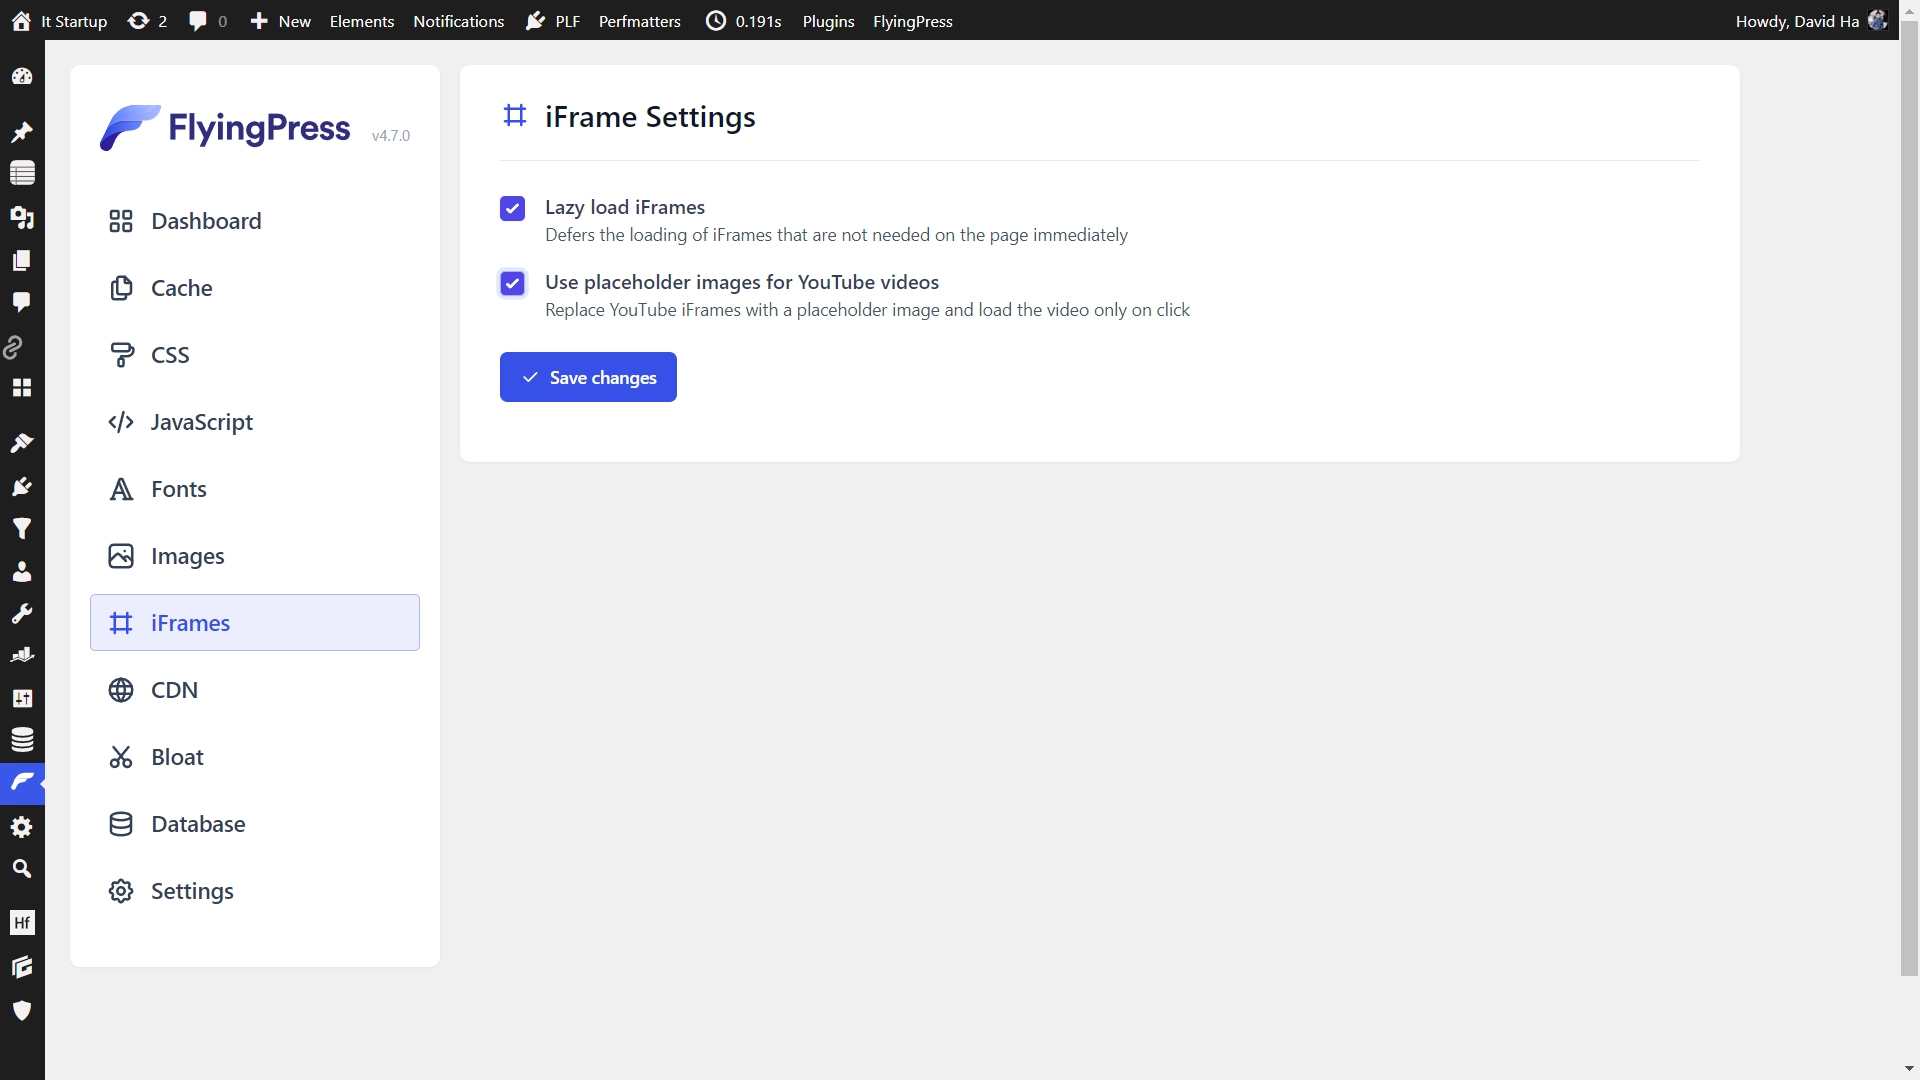 It Startup 2 0 New Elements Notifications PLF Perfmatters 0.191s Plugins FlyingPress Howdy, David Ha
FlyingPress v4.7.0
Dashboard
Cache
CSS
JavaScript
Fonts
Images
iFrames
CDN
Bloat
Database
Settings
Hf
iFrame Settings
Lazy load iFrames
Defers the loading of iFrames that are not needed on the page immediately
Use placeholder images for YouTube videos
Replace YouTube iFrames with a placeholder image and load the video only on click
Save changes